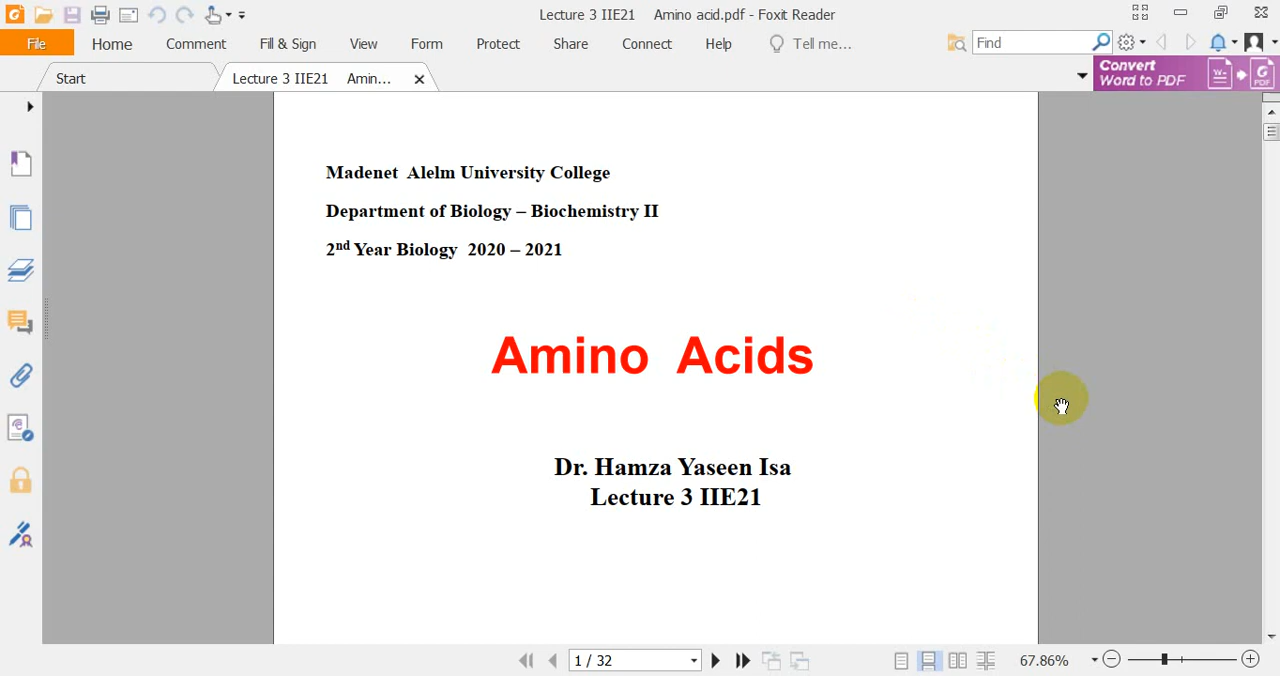 Lecture 3 IIE21 Amino acid.pdf - Foxit Reader
File Home Comment Fill & Sign View Form Protect Share Connect Help Tell me... Find
Start Lecture 3 IIE21 Amin...
Convert
Word to PDF
Madenet Alelm University College
Department of Biology – Biochemistry II
2nd Year Biology 2020 – 2021
Amino Acids
Dr. Hamza Yaseen Isa
Lecture 3 IIE21
1 / 32 67.86%